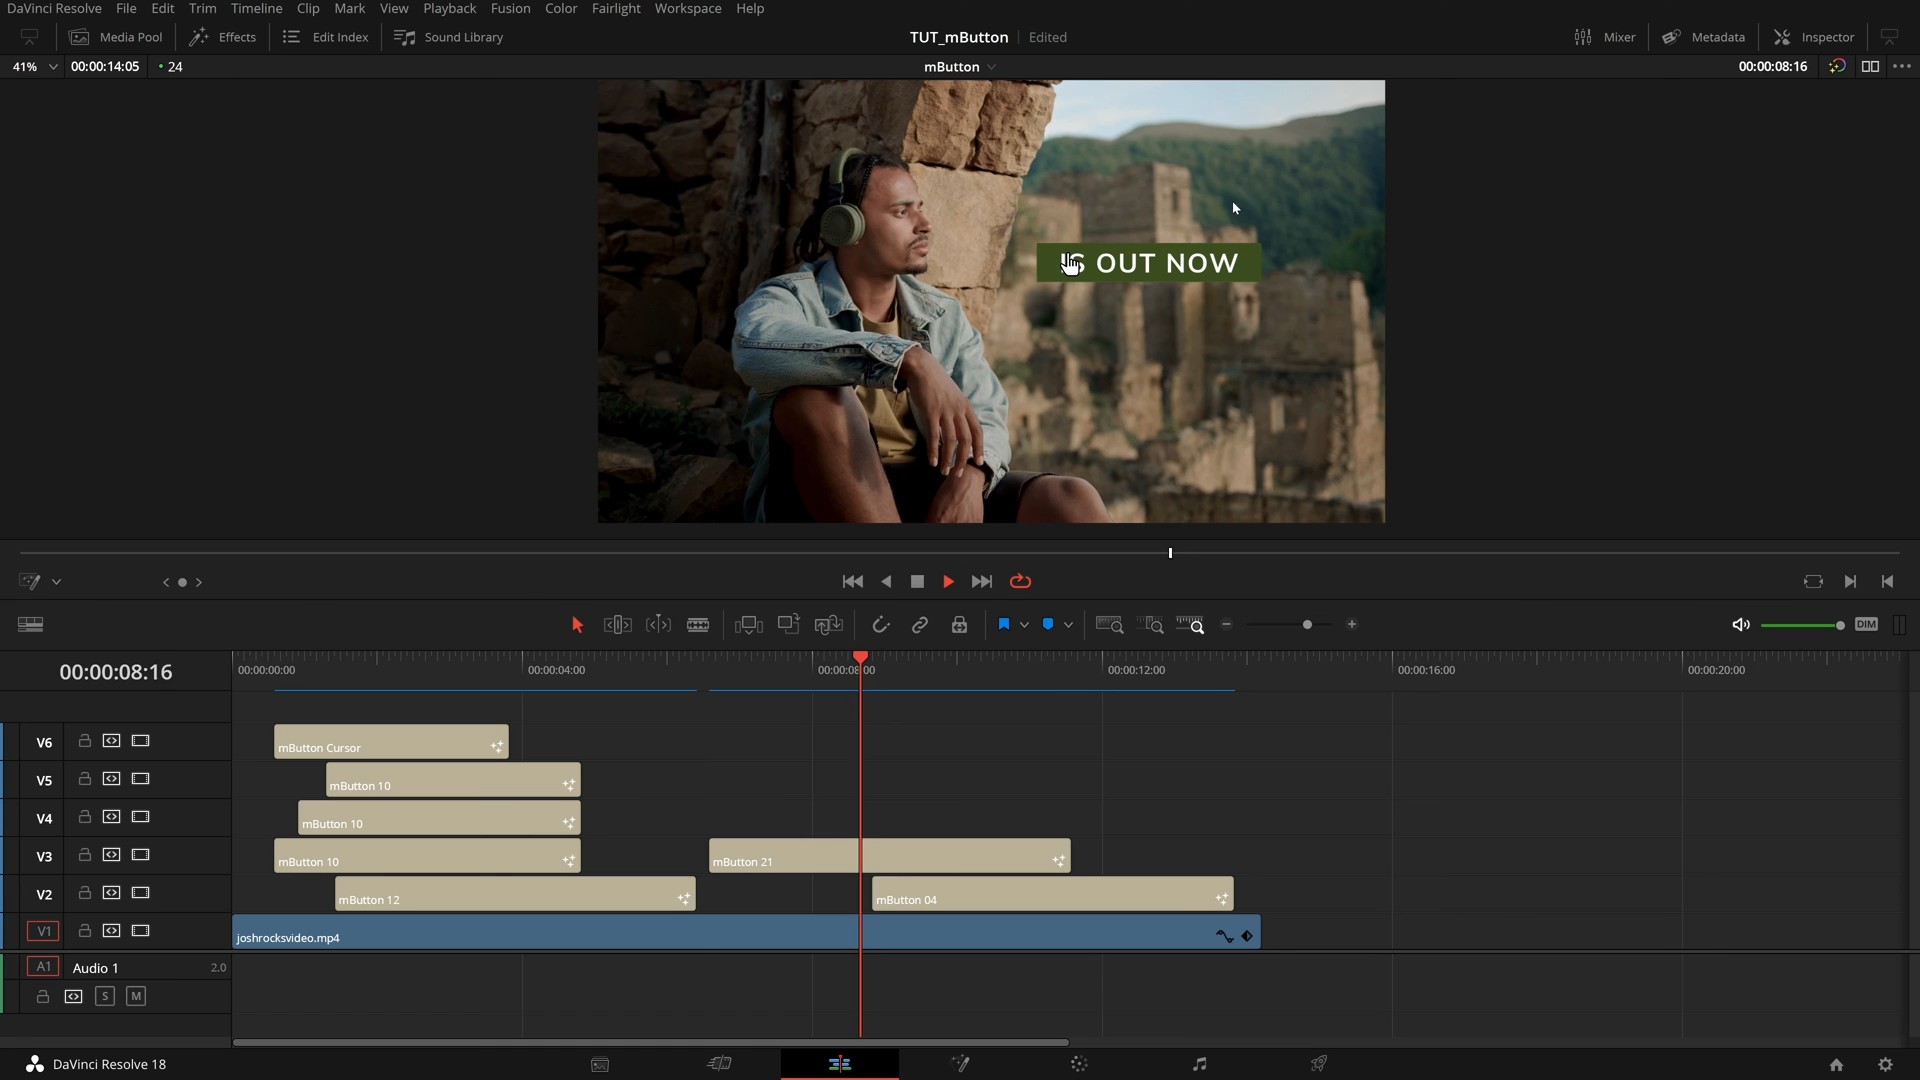 DaVinci Resolve File Edit Trim Timeline Clip Mark View Playback Fusion Color Fairlight Workspace Help
Media Pool Effects Edit Index Sound Library TUT_mButton Edited Mixer Metadata Inspector
41% 00:00:14:05 24 mButton 00:00:08:16
IS OUT NOW
DIM
00:00:08:16 00:00:00:00 00:00:04:00 00:00:08:00 00:00:12:00 00:00:16:00 00:00:20:00
V6 mButton Cursor
V5 mButton 10
V4 mButton 10
V3 mButton 10 mButton 21
V2 mButton 12 mButton 04
V1 joshrocksvideo.mp4
A1 Audio 1 2.0
S M
DaVinci Resolve 18